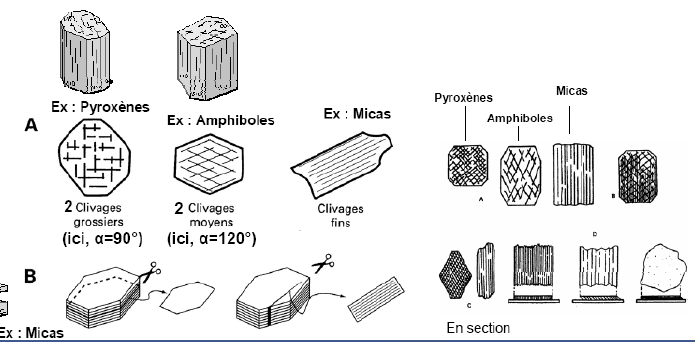 Ex : Pyroxènes
Ex : Amphiboles
Ex : Micas
A
2 Clivages
grossiers
(ici, α=90°)
2 Clivages
moyens
(ici, α=120°)
Clivages
fins
B
Ex : Micas
Pyroxènes
Amphiboles
Micas
A
B
D
C
En section